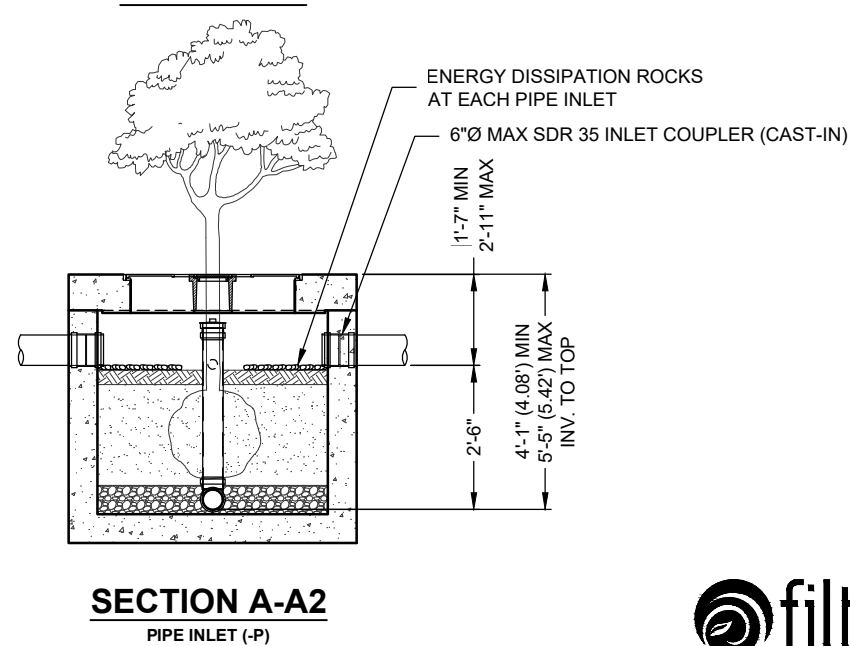 ENERGY DISSIPATION ROCKS
AT EACH PIPE INLET
6"Ø MAX SDR 35 INLET COUPLER (CAST-IN)
1'-7" MIN
2'-11" MAX
4'-1" (4.08') MIN
5'-5" (5.42') MAX
INV. TO TOP
2'-6"
SECTION A-A2
PIPE INLET (-P)